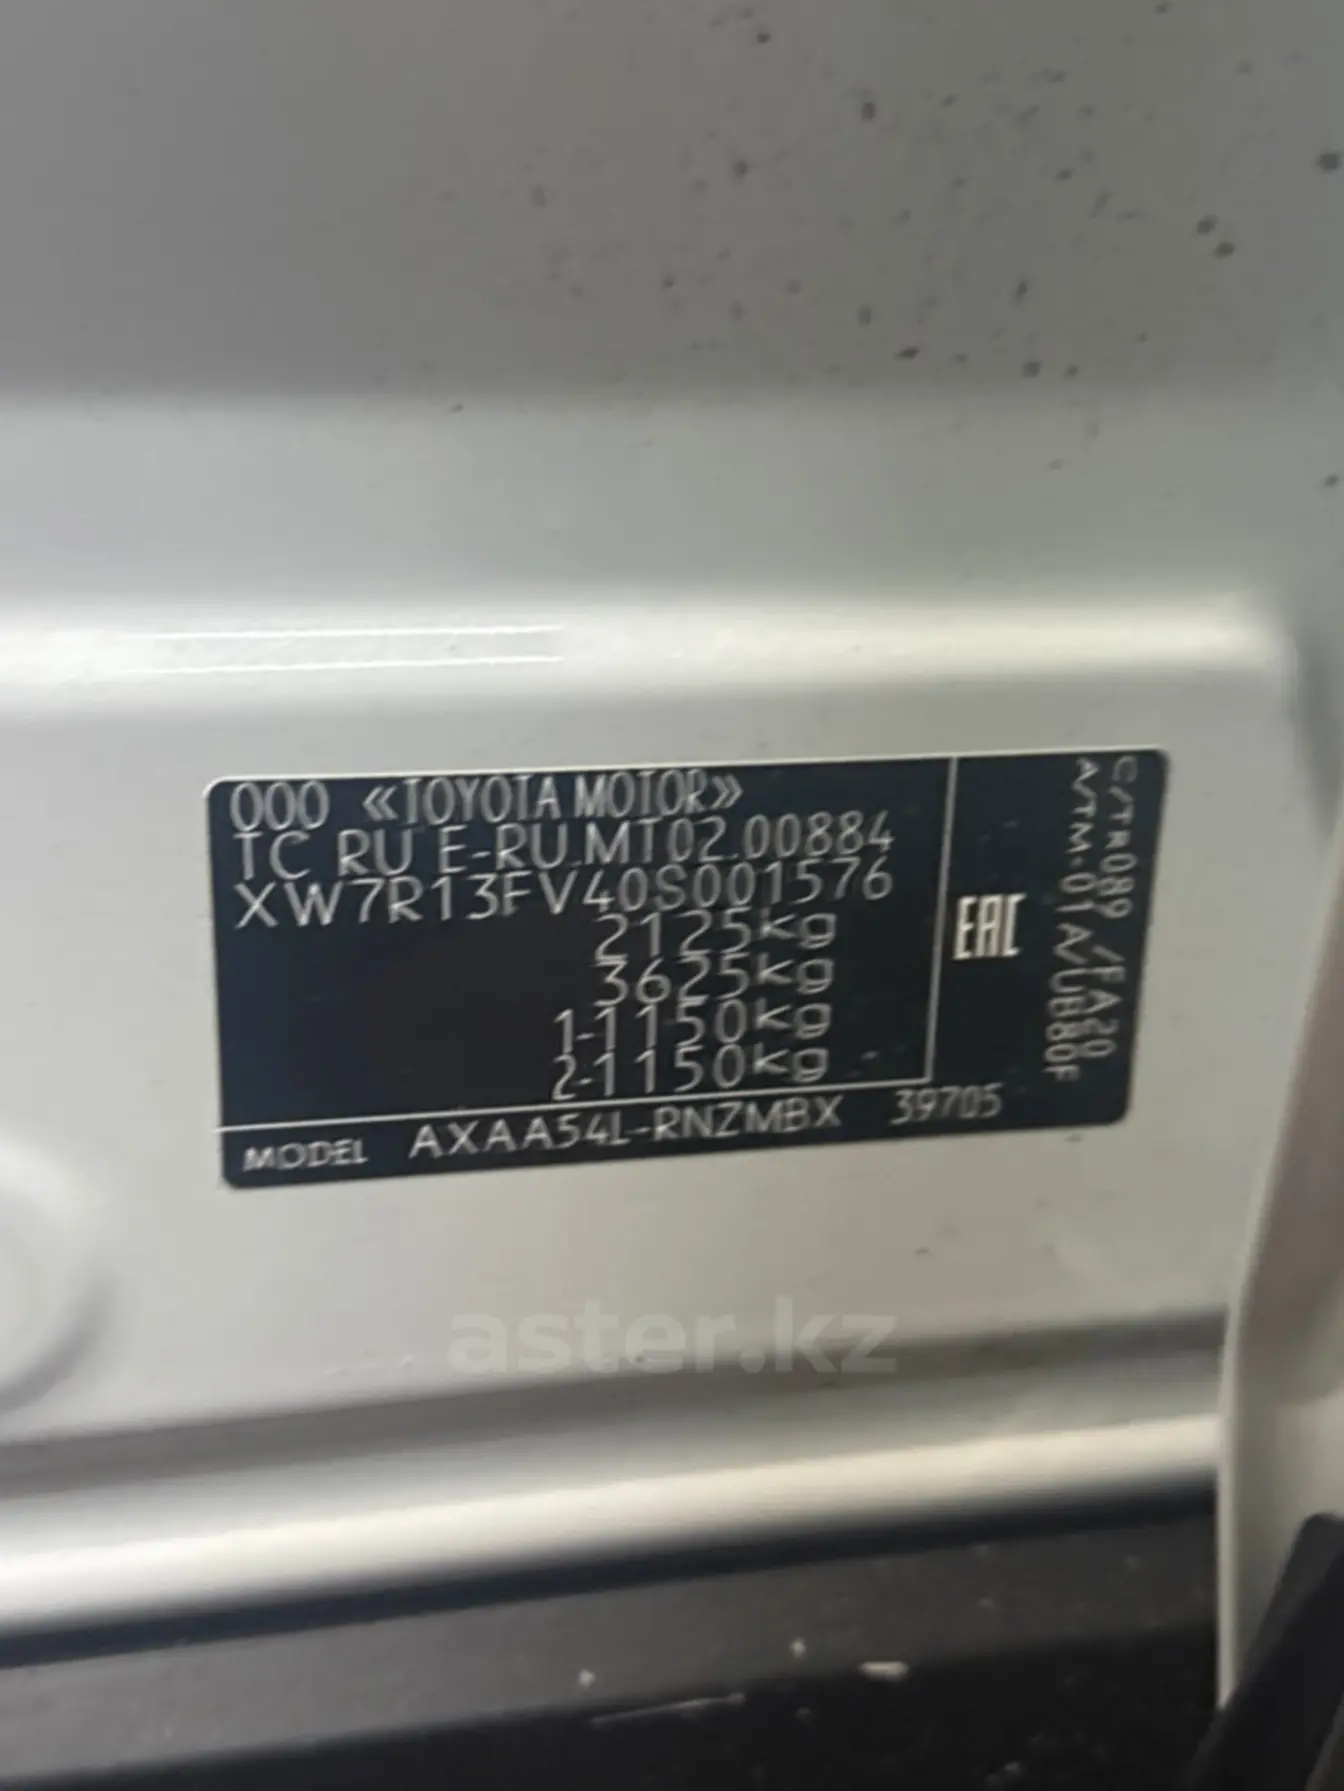 ООО «TOYOTA MOTOR»
TC RU E-RU.MT02.00884
XW7R13FV40S001576
2125kg
3625kg
1-1150kg
2-1150kg
MODEL AXAA54L-RNZMBX 39705
EAC
C/TR089 /FA20
A/TM-01A/UB80F
aster.kz